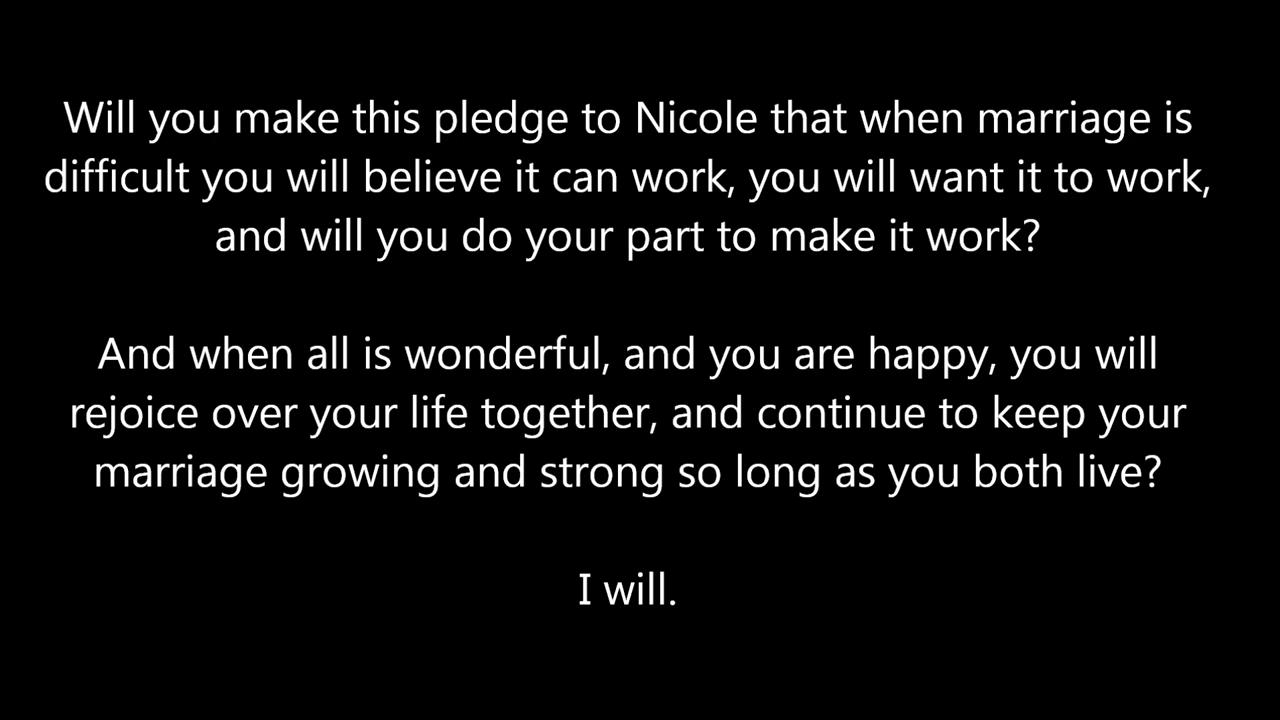 Will you make this pledge to Nicole that when marriage is
difficult you will believe it can work, you will want it to work,
and will you do your part to make it work?
And when all is wonderful, and you are happy, you will
rejoice over your life together, and continue to keep your
marriage growing and strong so long as you both live?
I will.